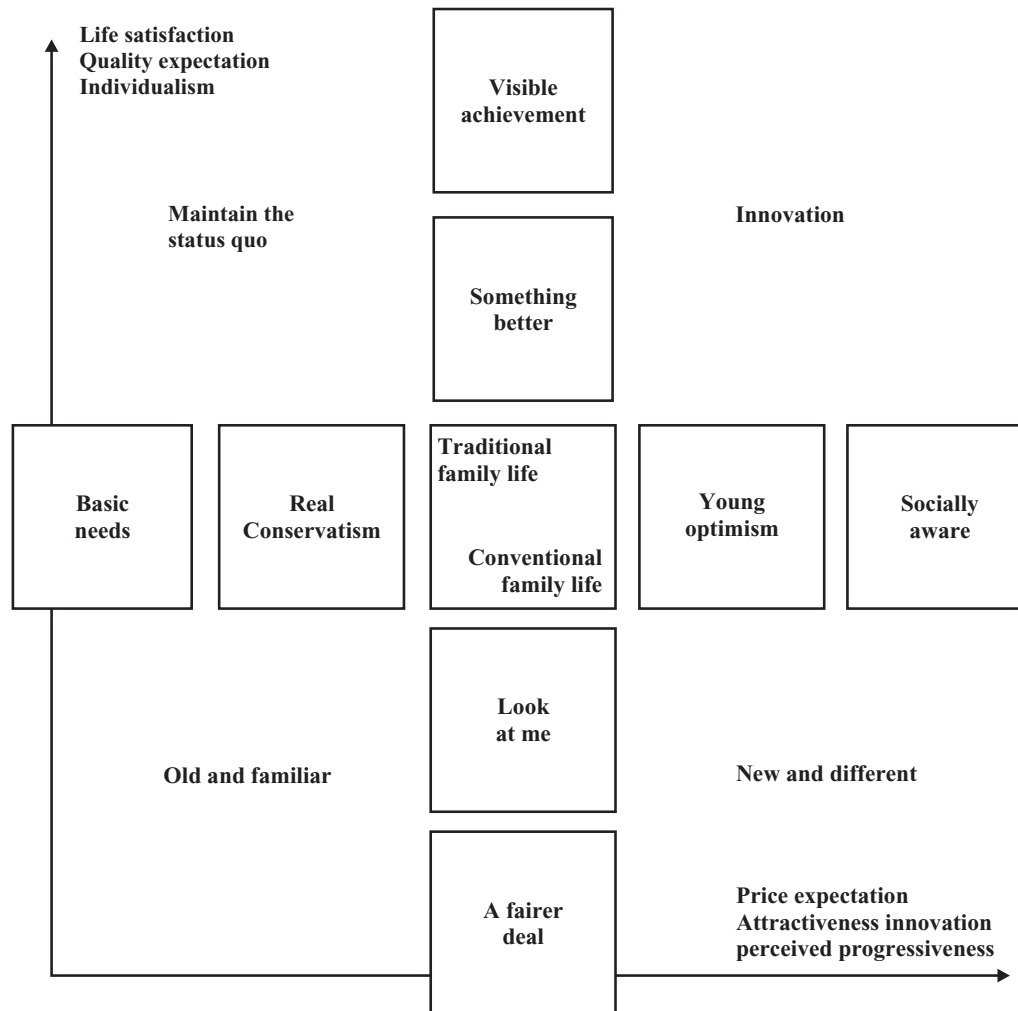 Life satisfaction
Quality expectation
Individualism
Visible
achievement
Maintain the
status quo
Innovation
Something
better
Basic
needs
Real
Conservatism
Traditional
family life
Conventional
family life
Young
optimism
Socially
aware
Look
at me
Old and familiar
New and different
A fairer
deal
Price expectation
Attractiveness innovation
perceived progressiveness